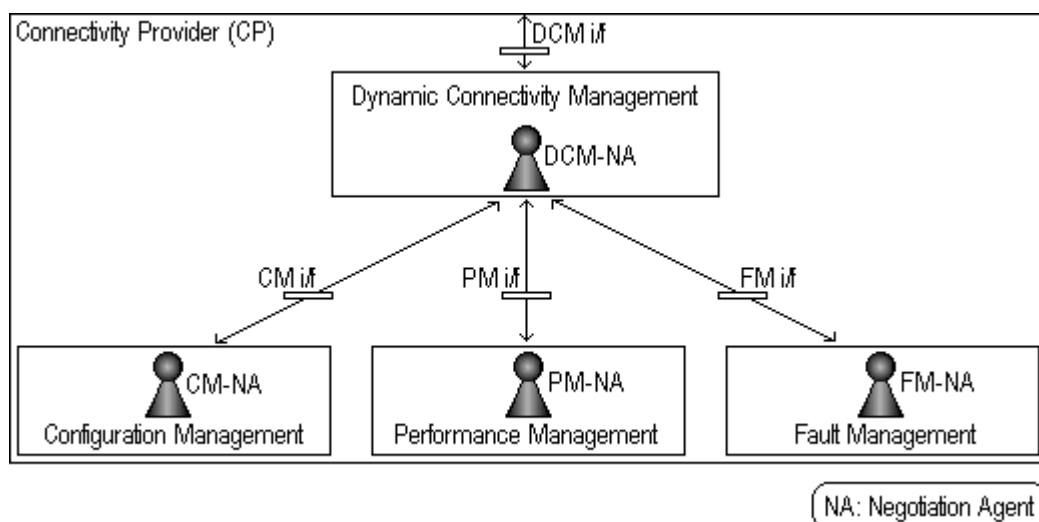 Connectivity Provider (CP)
DCM i/f
Dynamic Connectivity Management
DCM-NA
CM i/f
PM i/f
FM i/f
CM-NA
Configuration Management
PM-NA
Performance Management
FM-NA
Fault Management
NA: Negotiation Agent